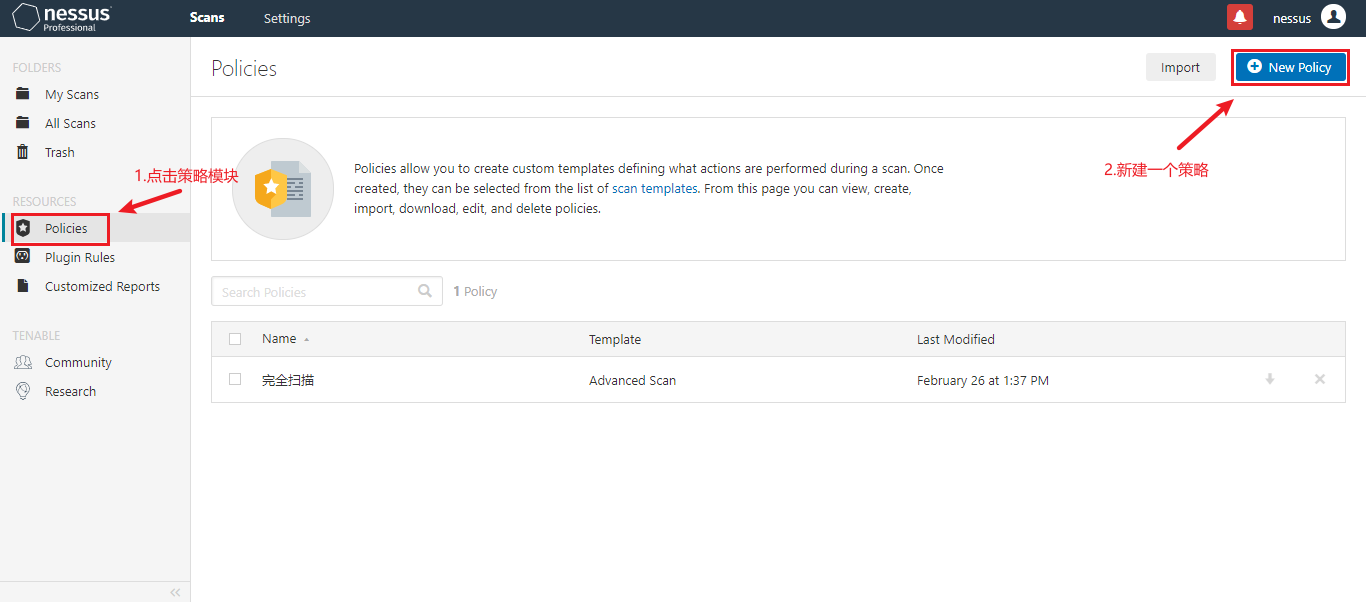 nessus
Professional
Scans
Settings
nessus
FOLDERS
My Scans
All Scans
Trash
RESOURCES
Policies
Plugin Rules
Customized Reports
TENABLE
Community
Research
Policies
Import
New Policy
1.点击策略模块
2.新建一个策略
Policies allow you to create custom templates defining what actions are performed during a scan. Once
created, they can be selected from the list of scan templates. From this page you can view, create,
import, download, edit, and delete policies.
Search Policies
1 Policy
Name
Template
Last Modified
完全扫描
Advanced Scan
February 26 at 1:37 PM